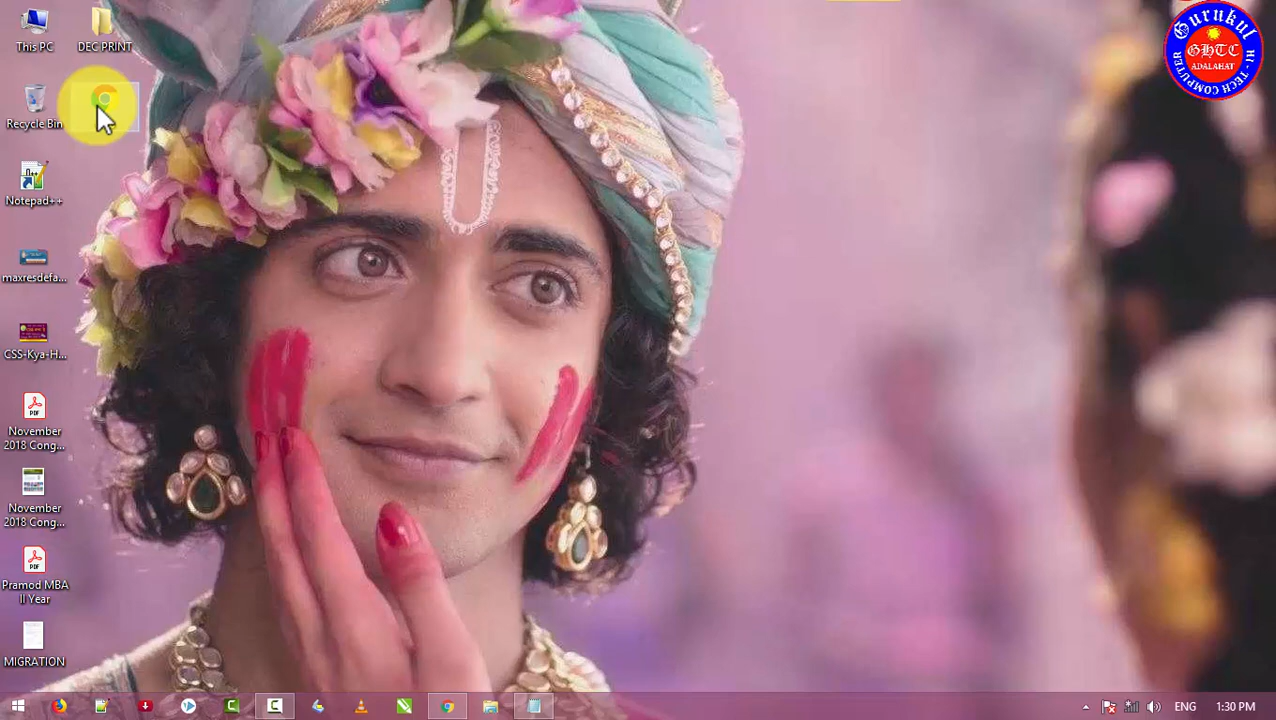 This PC
DEC PRINT
Recycle Bin
Notepad++
maxresdefa...
CSS-Kya-H...
November
2018 Cong...
November
2018 Cong...
Pramod MBA
II Year
MIGRATION
Gurukul
GHTC
ADALAHAT
HI-TECH COMPUTER
ENG
1:30 PM